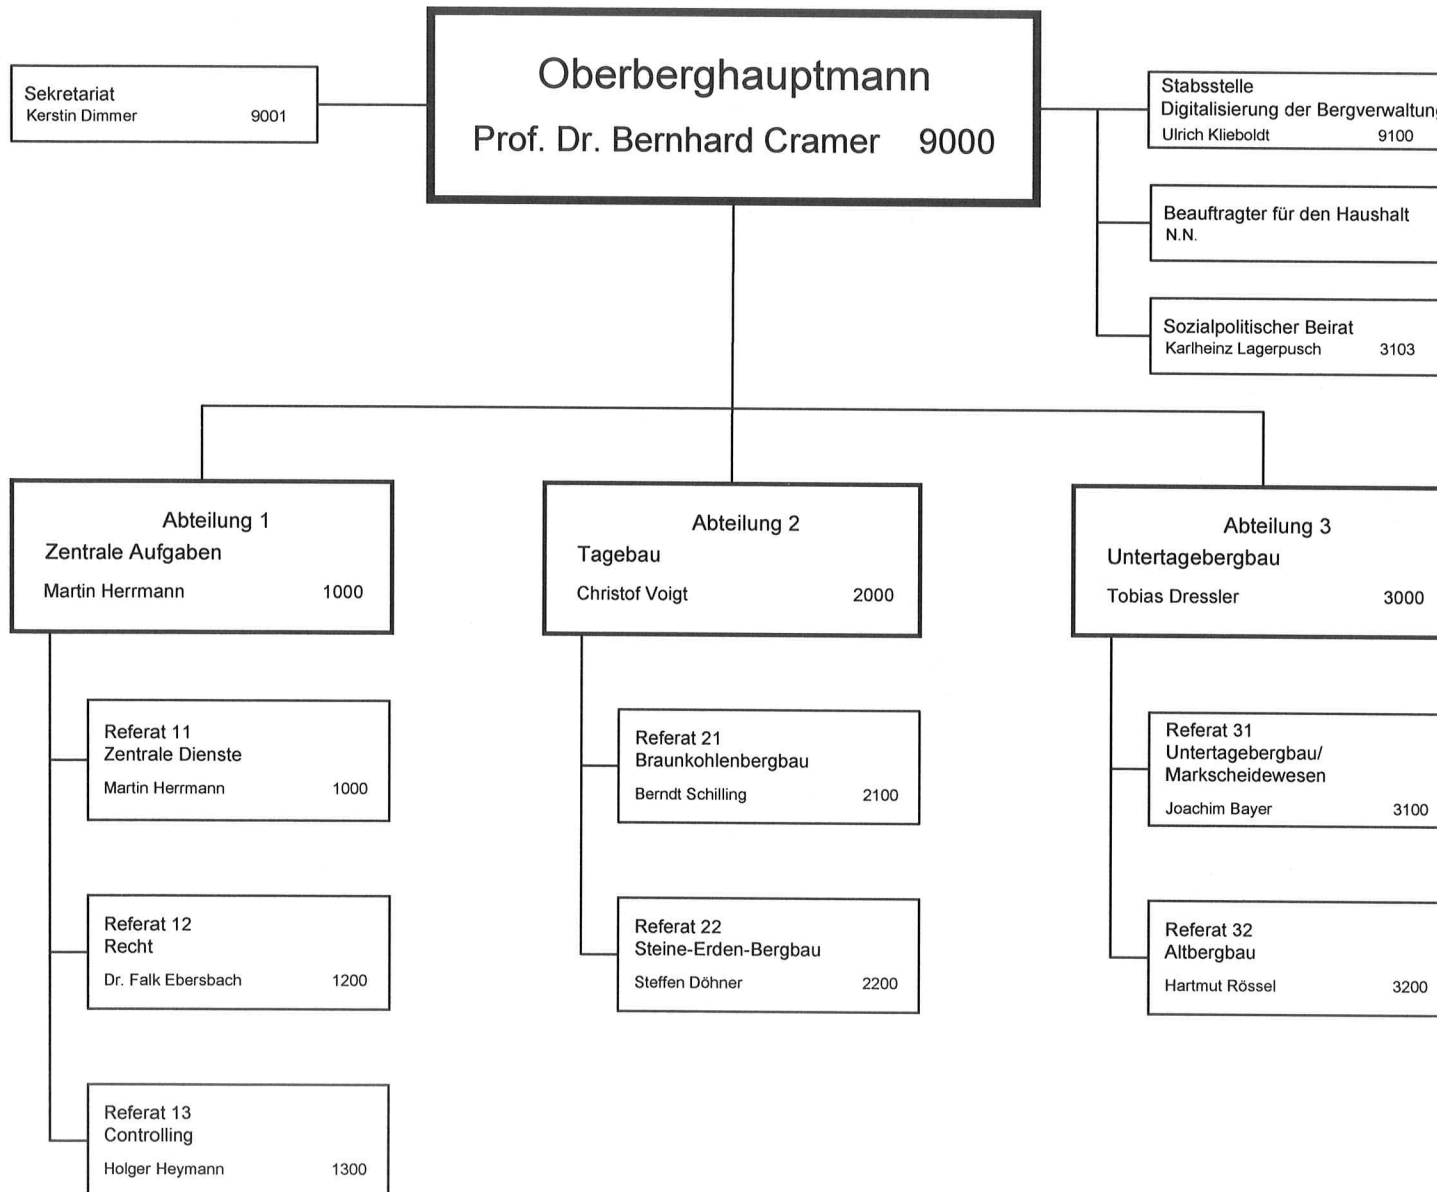 Oberberghauptmann
Prof. Dr. Bernhard Cramer 9000
Sekretariat
Kerstin Dimmer 9001
Stabsstelle
Digitalisierung der Bergverwaltung
Ulrich Klieboldt 9100
Beauftragter für den Haushalt
N.N.
Sozialpolitischer Beirat
Karlheinz Lagerpusch 3103
Abteilung 1
Zentrale Aufgaben
Martin Herrmann 1000
Referat 11
Zentrale Dienste
Martin Herrmann 1000
Referat 12
Recht
Dr. Falk Ebersbach 1200
Referat 13
Controlling
Holger Heymann 1300
Abteilung 2
Tagebau
Christof Voigt 2000
Referat 21
Braunkohlenbergbau
Berndt Schilling 2100
Referat 22
Steine-Erden-Bergbau
Steffen Döhner 2200
Abteilung 3
Untertagebergbau
Tobias Dressler 3000
Referat 31
Untertagebergbau/
Markscheidewesen
Joachim Bayer 3100
Referat 32
Altbergbau
Hartmut Rössel 3200